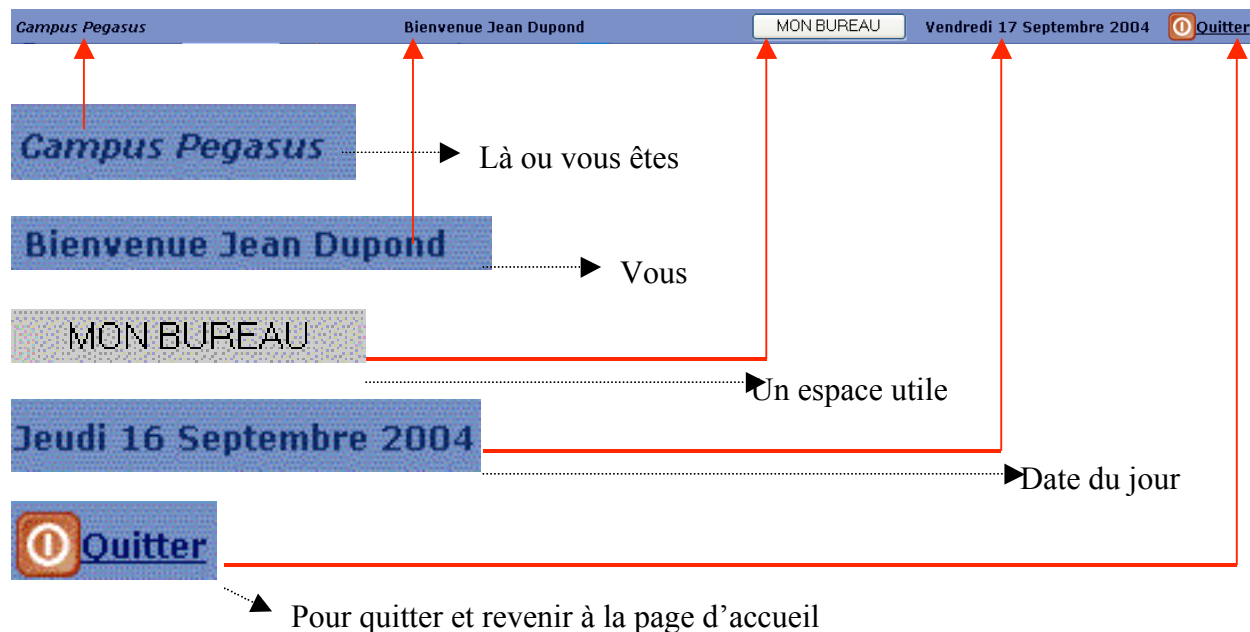 Campus Pegasus Bienvenue Jean Dupond MON BUREAU Vendredi 17 Septembre 2004 Quitter
Campus Pegasus Là ou vous êtes
Bienvenue Jean Dupond Vous
MON BUREAU
Un espace utile
Jeudi 16 Septembre 2004
Date du jour
Quitter
Pour quitter et revenir à la page d’accueil